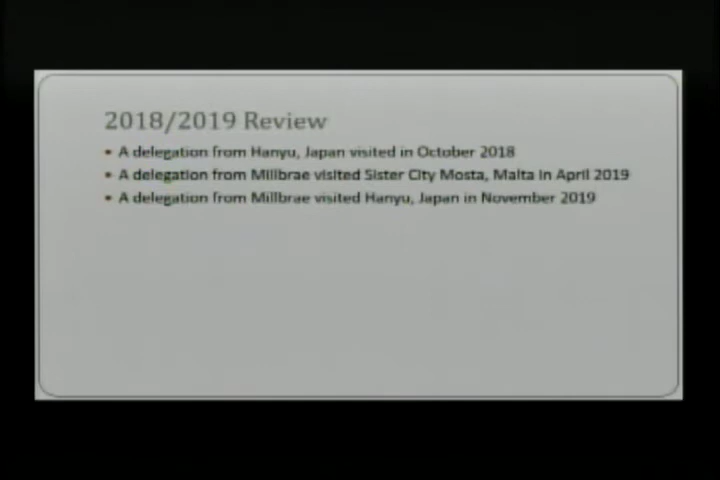 2018/2019 Review
• A delegation from Hanyu, Japan visited in October 2018
• A delegation from Millbrae visited Sister City Mosta, Malta in April 2019
• A delegation from Millbrae visited Hanyu, Japan in November 2019